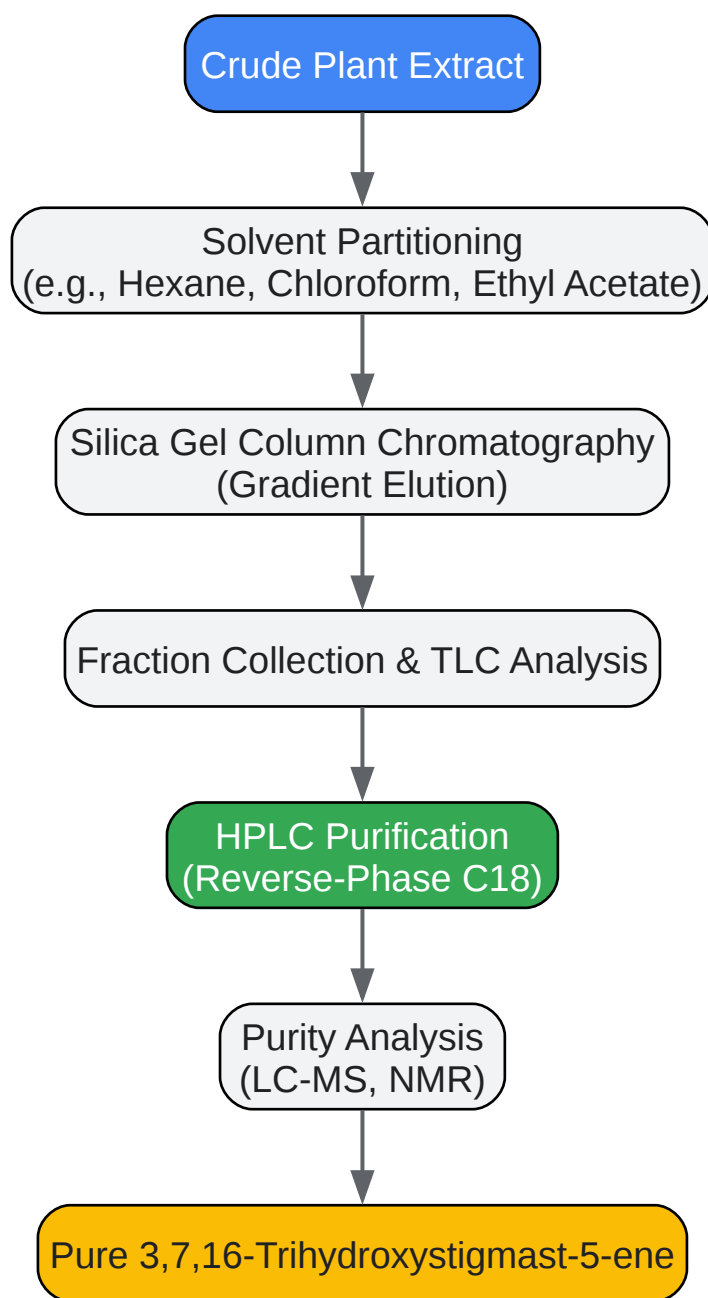 Crude Plant Extract
Solvent Partitioning
(e.g., Hexane, Chloroform, Ethyl Acetate)
Silica Gel Column Chromatography
(Gradient Elution)
Fraction Collection & TLC Analysis
HPLC Purification
(Reverse-Phase C18)
Purity Analysis
(LC-MS, NMR)
Pure 3,7,16-Trihydroxystigmast-5-ene